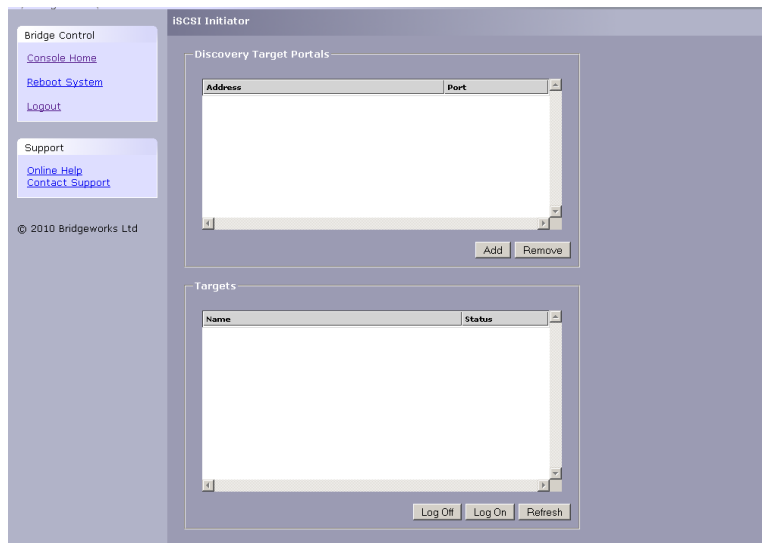 iSCSI Initiator
Bridge Control
Console Home
Reboot System
Logout
Support
Online Help
Contact Support
© 2010 Bridgeworks Ltd
Discovery Target Portals
Address Port
Add Remove
Targets
Name Status
Log Off Log On Refresh